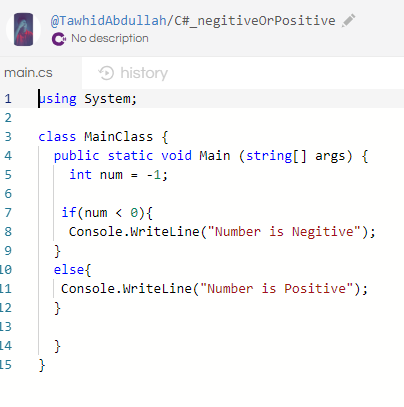 @TawhidAbdullah/C#_negitiveOrPositive
No description
main.cs history
1 using System;
2
3 class MainClass {
4 public static void Main (string[] args) {
5 int num = -1;
6
7 if(num < 0){
8 Console.WriteLine("Number is Negitive");
9 }
10 else{
11 Console.WriteLine("Number is Positive");
12 }
13
14 }
15 }